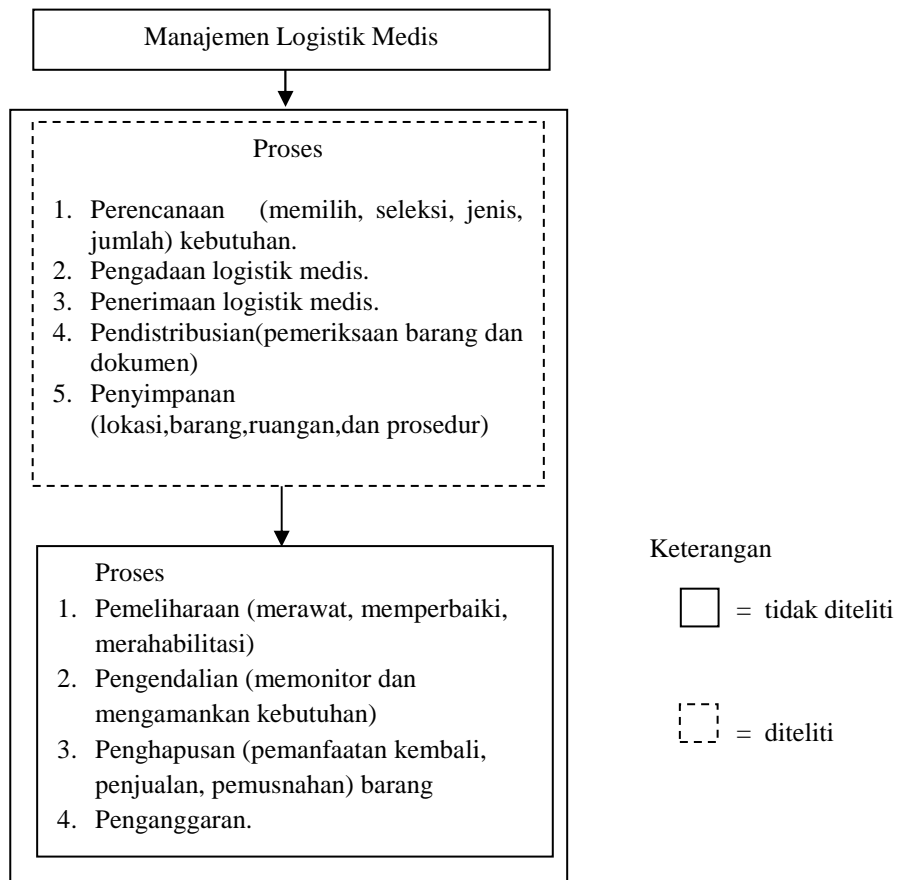 Manajemen Logistik Medis
Proses
1. Perencanaan (memilih, seleksi, jenis,
jumlah) kebutuhan.
2. Pengadaan logistik medis.
3. Penerimaan logistik medis.
4. Pendistribusian(pemeriksaan barang dan
dokumen)
5. Penyimpanan
(lokasi,barang,ruangan,dan prosedur)
Proses
1. Pemeliharaan (merawat, memperbaiki,
merahabilitasi)
2. Pengendalian (memonitor dan
mengamankan kebutuhan)
3. Penghapusan (pemanfaatan kembali,
penjualan, pemusnahan) barang
4. Penganggaran.
Keterangan
= tidak diteliti
= diteliti